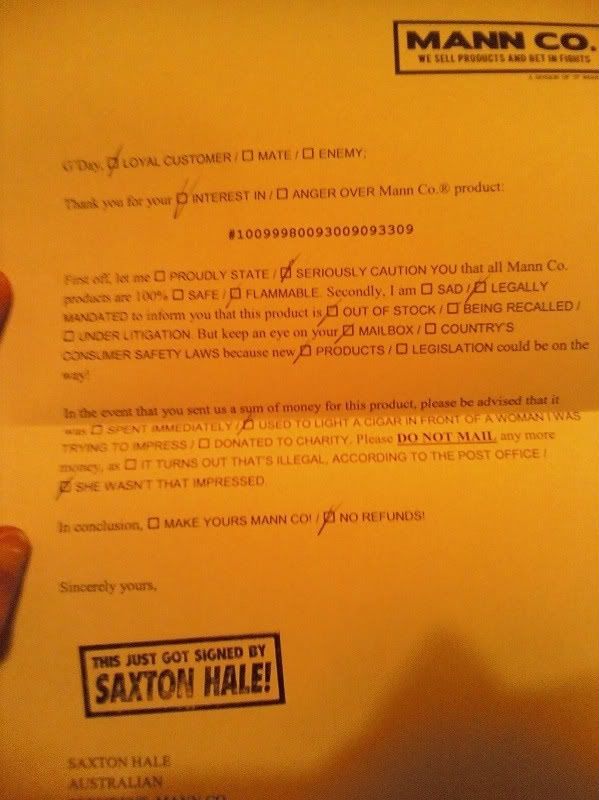 MANN CO.
WE SELL PRODUCTS AND GET IN FIGHTS
G'Day, ☑ LOYAL CUSTOMER / ☐ MATE / ☐ ENEMY;
Thank you for your ☑ INTEREST IN / ☐ ANGER OVER Mann Co.® product:
#10099980093009093309
First off, let me ☐ PROUDLY STATE / ☑ SERIOUSLY CAUTION YOU that all Mann Co.
products are 100% ☐ SAFE / ☑ FLAMMABLE. Secondly, I am ☐ SAD / ☑ LEGALLY
MANDATED to inform you that this product is ☑ OUT OF STOCK / ☐ BEING RECALLED /
☐ UNDER LITIGATION. But keep an eye on your ☑ MAILBOX / ☐ COUNTRY'S
CONSUMER SAFETY LAWS because new ☑ PRODUCTS / ☐ LEGISLATION could be on the
way!
In the event that you sent us a sum of money for this product, please be advised that it
was ☐ SPENT IMMEDIATELY / ☑ USED TO LIGHT A CIGAR IN FRONT OF A WOMAN I WAS
TRYING TO IMPRESS / ☐ DONATED TO CHARITY. Please DO NOT MAIL any more
money, as ☐ IT TURNS OUT THAT'S ILLEGAL, ACCORDING TO THE POST OFFICE /
☑ SHE WASN'T THAT IMPRESSED.
In conclusion, ☐ MAKE YOURS MANN CO! / ☑ NO REFUNDS!
Sincerely yours,
THIS JUST GOT SIGNED BY
SAXTON HALE!
SAXTON HALE
AUSTRALIAN
MANN CO